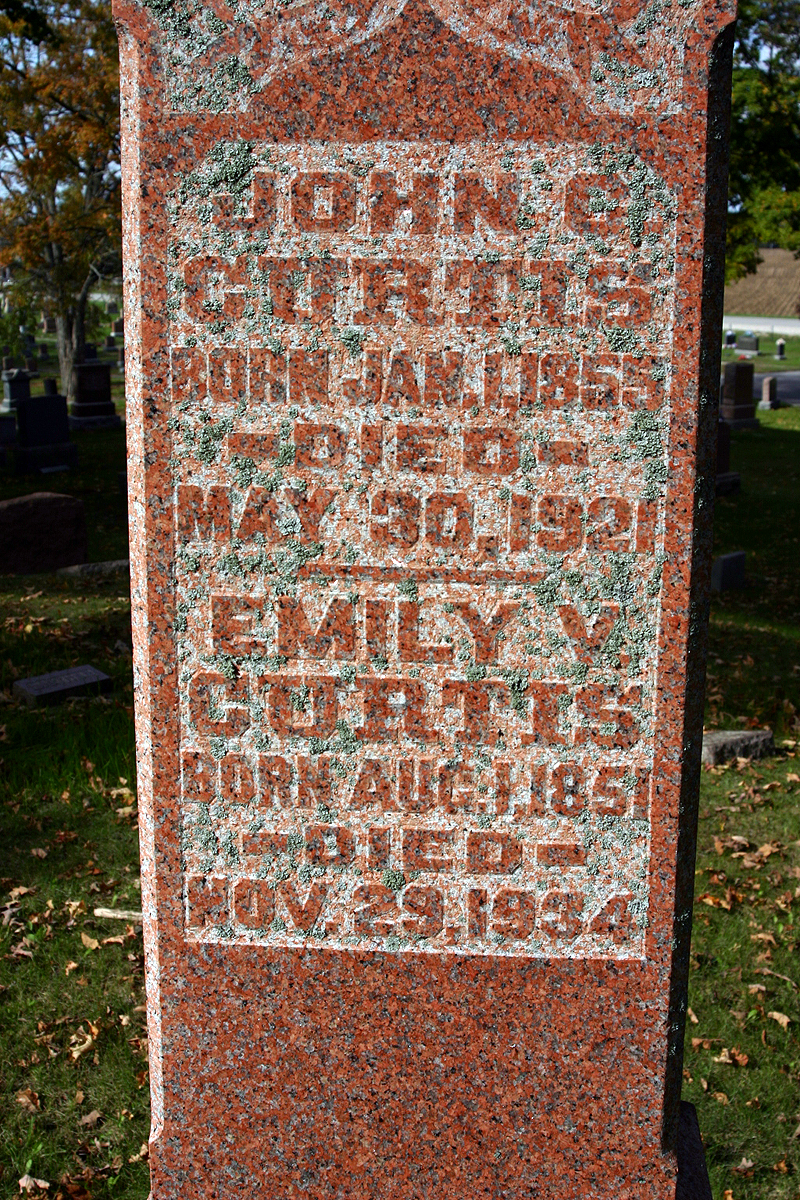 JOHN C.
CURTIS
BORN JAN. 1, 1855
- DIED -
MAY 30, 1921
EMILY V.
CURTIS
BORN AUG. 1, 1851
- DIED -
NOV. 29, 1934